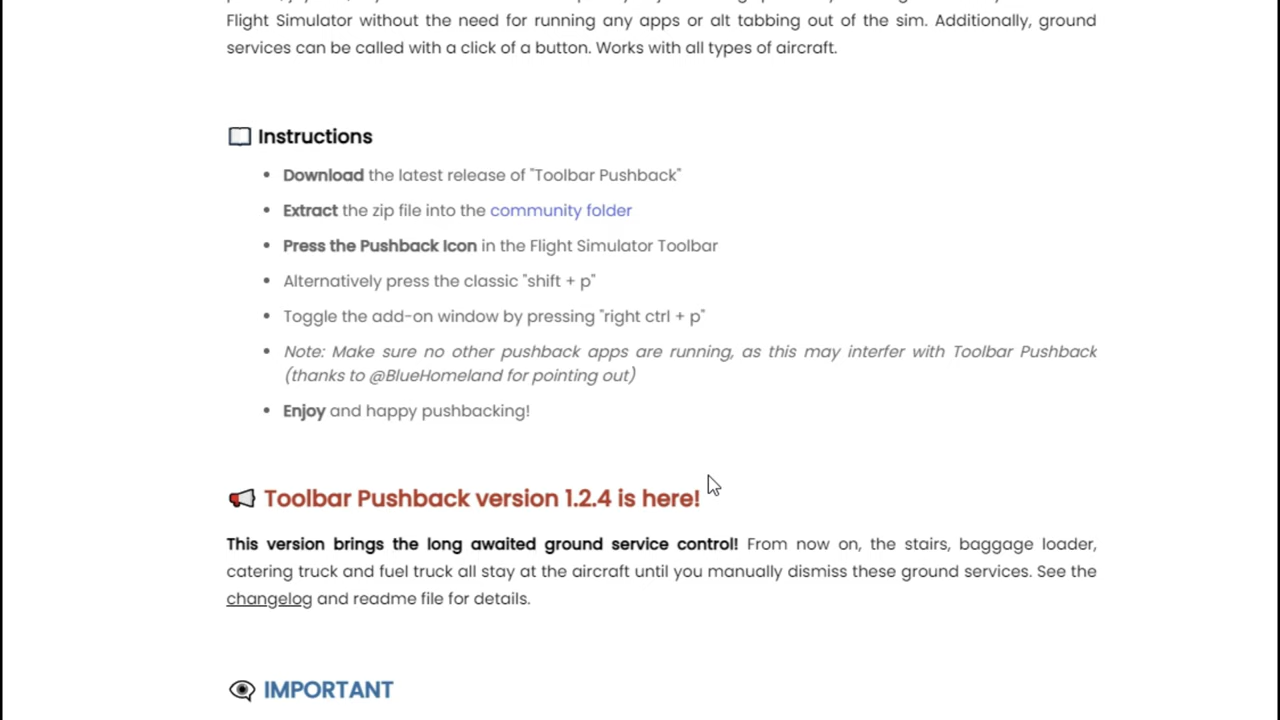 Flight Simulator without the need for running any apps or alt tabbing out of the sim. Additionally, ground
services can be called with a click of a button. Works with all types of aircraft.
Instructions
• Download the latest release of "Toolbar Pushback"
• Extract the zip file into the community folder
• Press the Pushback Icon in the Flight Simulator Toolbar
• Alternatively press the classic "shift + p"
• Toggle the add-on window by pressing "right ctrl + p"
• Note: Make sure no other pushback apps are running, as this may interfer with Toolbar Pushback
(thanks to @BlueHomeland for pointing out)
• Enjoy and happy pushbacking!
Toolbar Pushback version 1.2.4 is here!
This version brings the long awaited ground service control! From now on, the stairs, baggage loader,
catering truck and fuel truck all stay at the aircraft until you manually dismiss these ground services. See the
changelog and readme file for details.
IMPORTANT